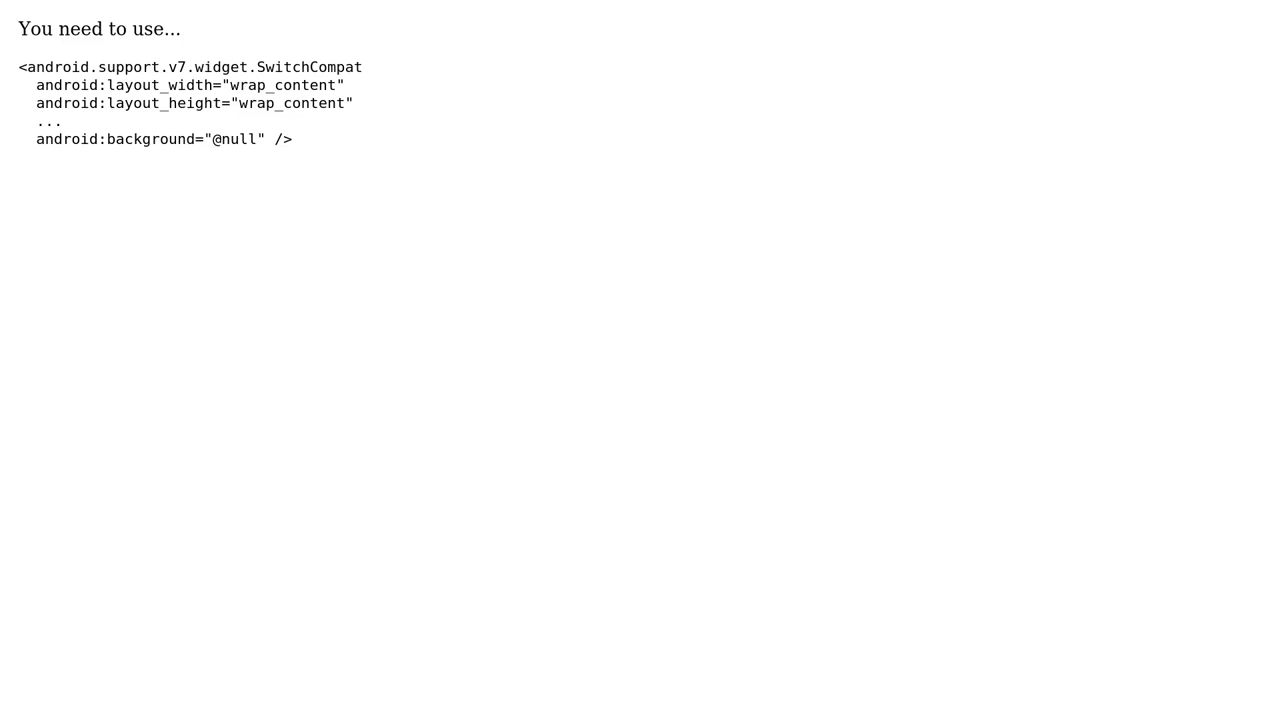 You need to use...
<android.support.v7.widget.SwitchCompat
  android:layout_width="wrap_content"
  android:layout_height="wrap_content"
  ...
  android:background="@null" />